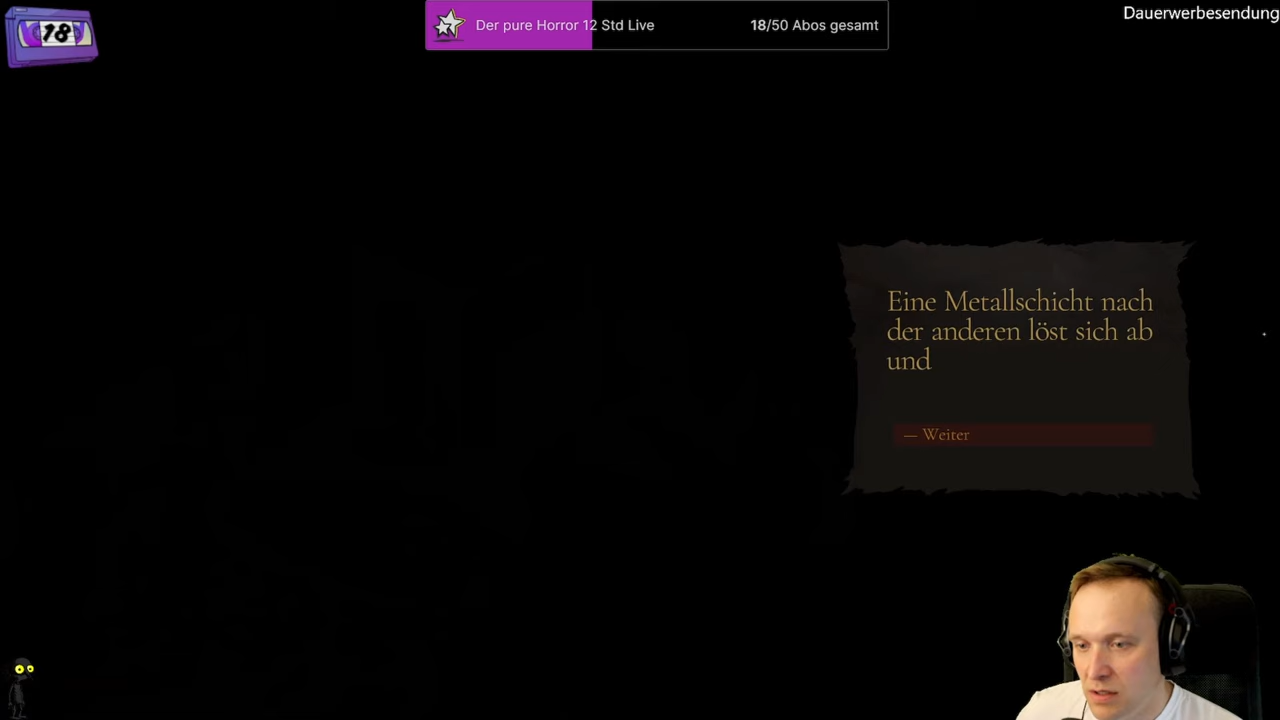 18
Der pure Horror 12 Std Live
18/50 Abos gesamt
Dauerwerbesendung
Eine Metallschicht nach
der anderen löst sich ab
und
— Weiter